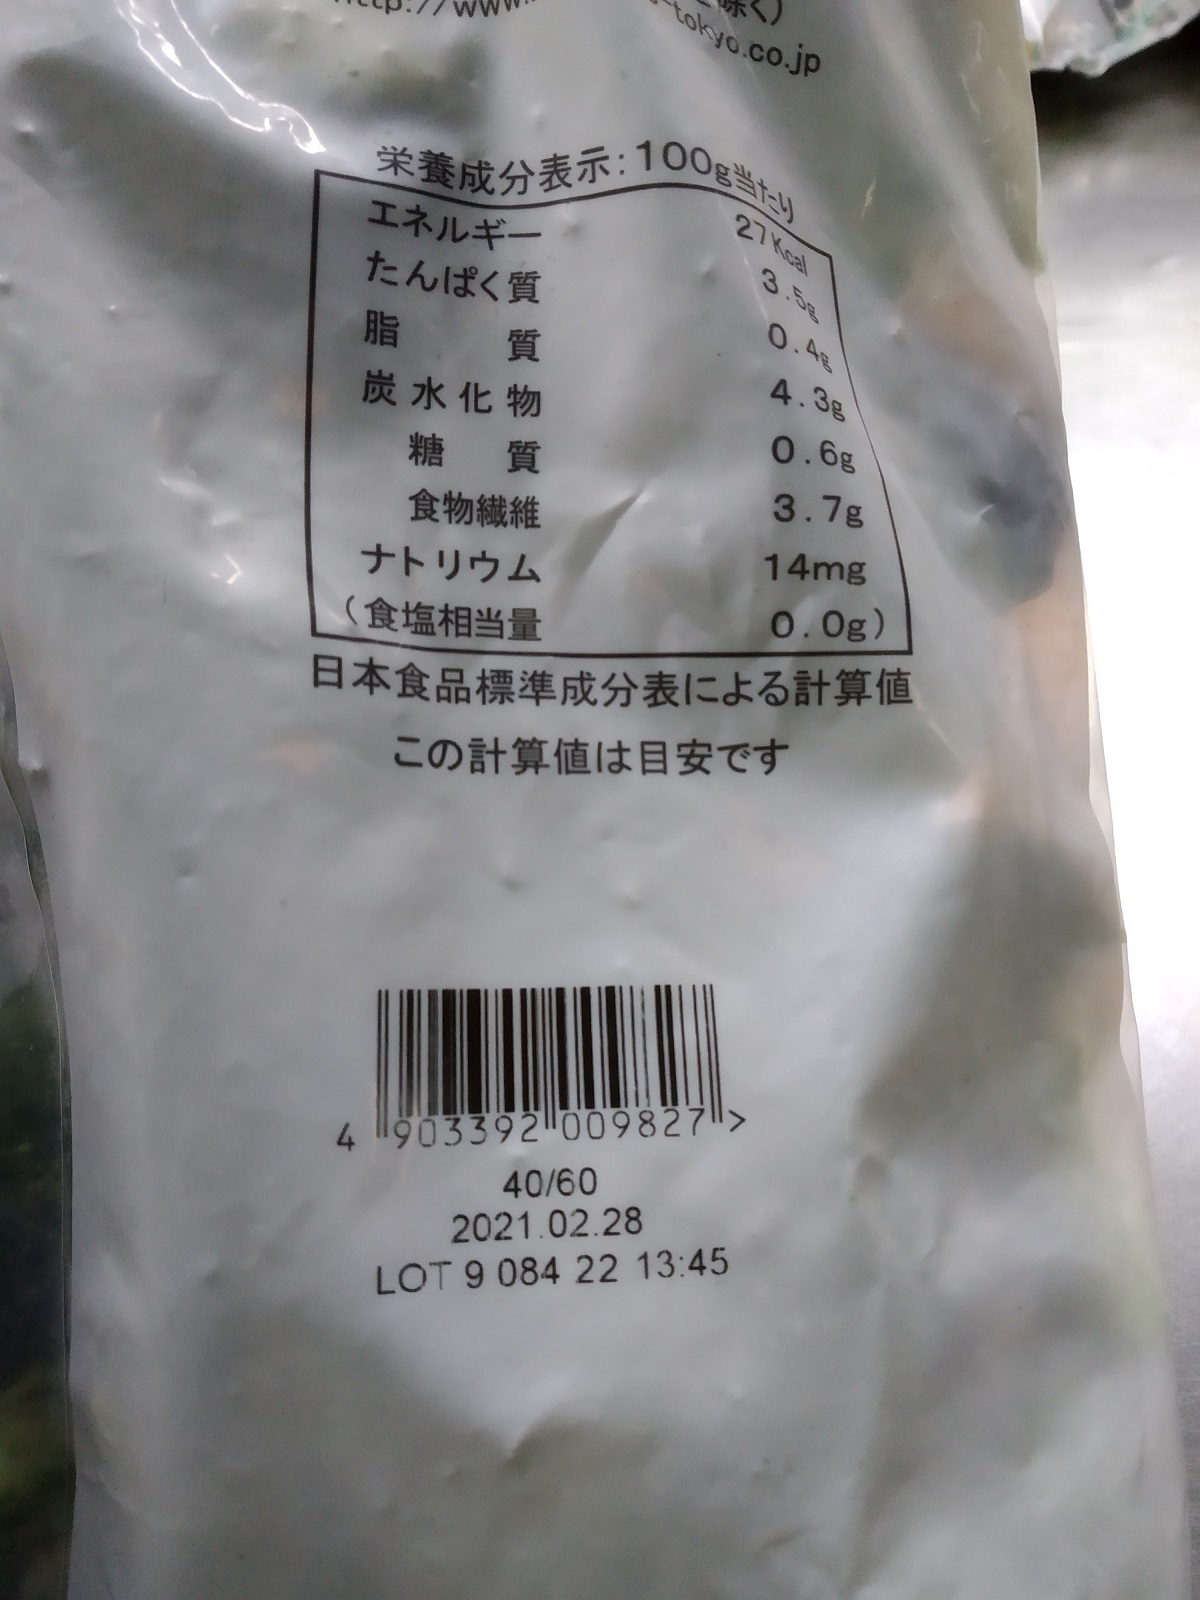 除く)
http://www.
-tokyo.co.jp
栄養成分表示:100g当たり
エネルギー 27Kcal
たんぱく質 3.5g
脂質 0.4g
炭水化物 4.3g
糖質 0.6g
食物繊維 3.7g
ナトリウム 14mg
(食塩相当量 0.0g)
日本食品標準成分表による計算値
この計算値は目安です
4 903392 009827 >
40/60
2021.02.28
LOT 9 084 22 13:45